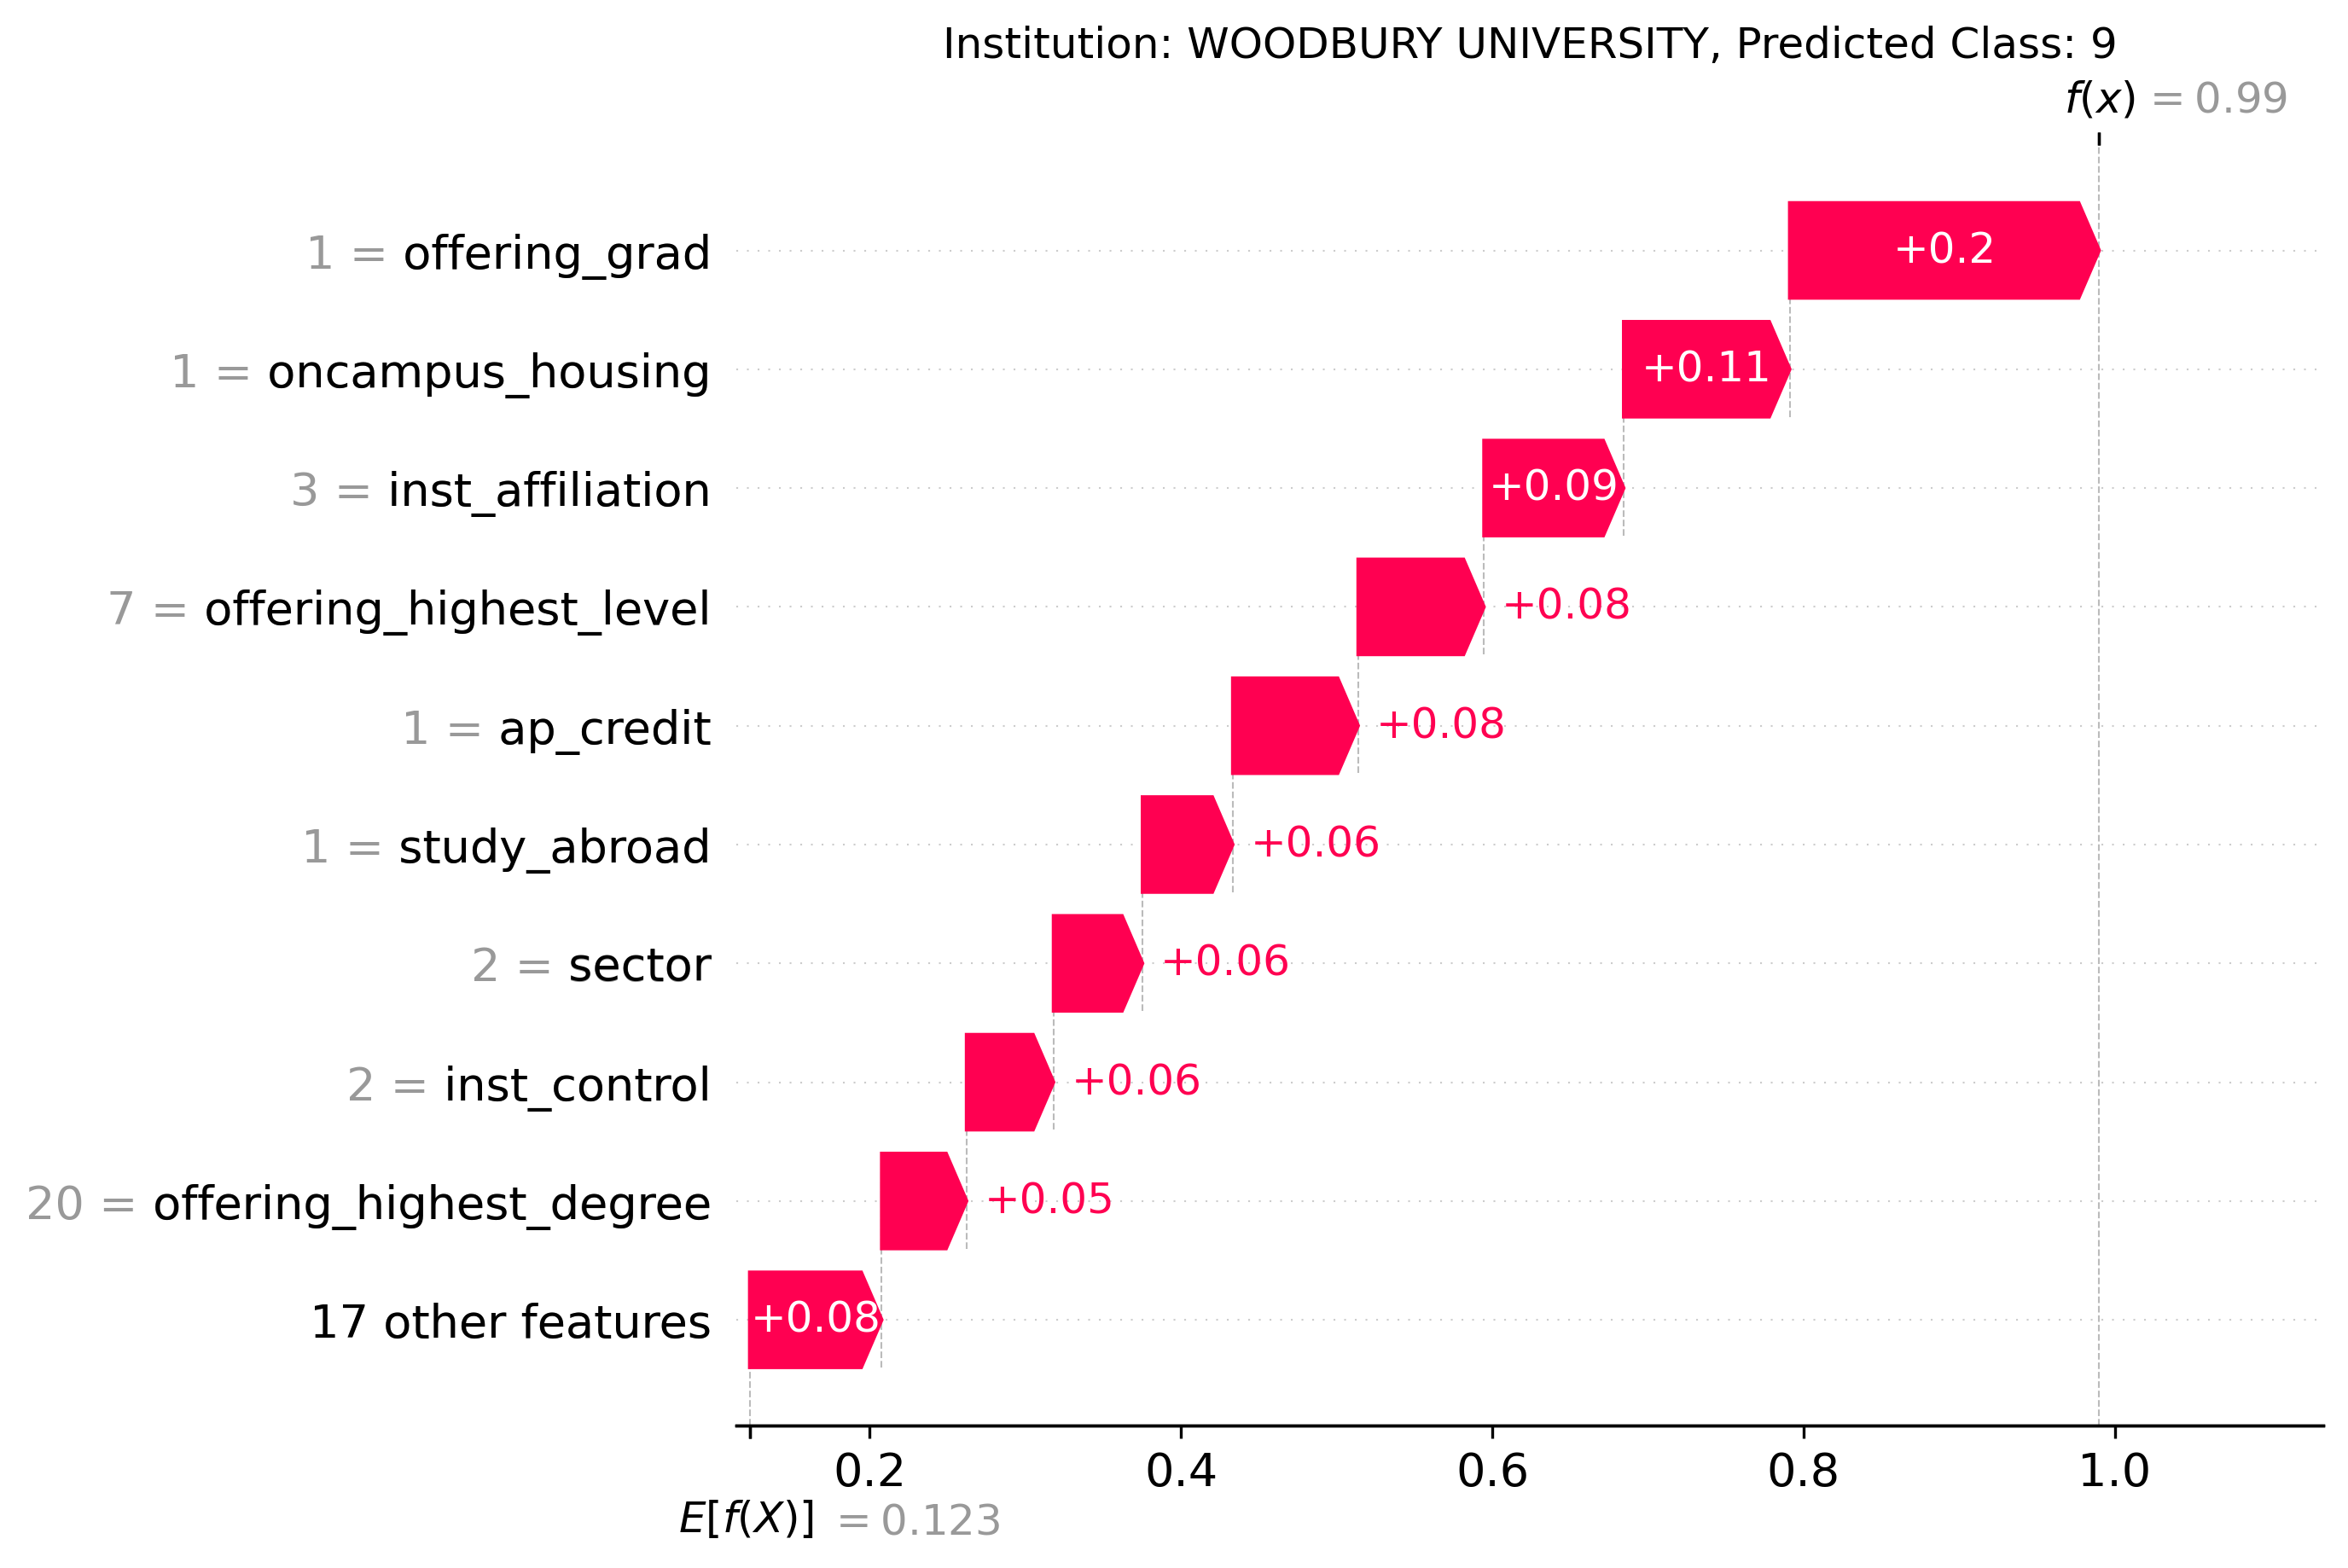 Institution: WOODBURY UNIVERSITY, Predicted Class: 9
f(x) = 0.99
1 = offering_grad +0.2
1 = oncampus_housing +0.11
3 = inst_affiliation +0.09
7 = offering_highest_level +0.08
1 = ap_credit +0.08
1 = study_abroad +0.06
2 = sector +0.06
2 = inst_control +0.06
20 = offering_highest_degree +0.05
17 other features +0.08
0.2 0.4 0.6 0.8 1.0
E[f(X)] = 0.123